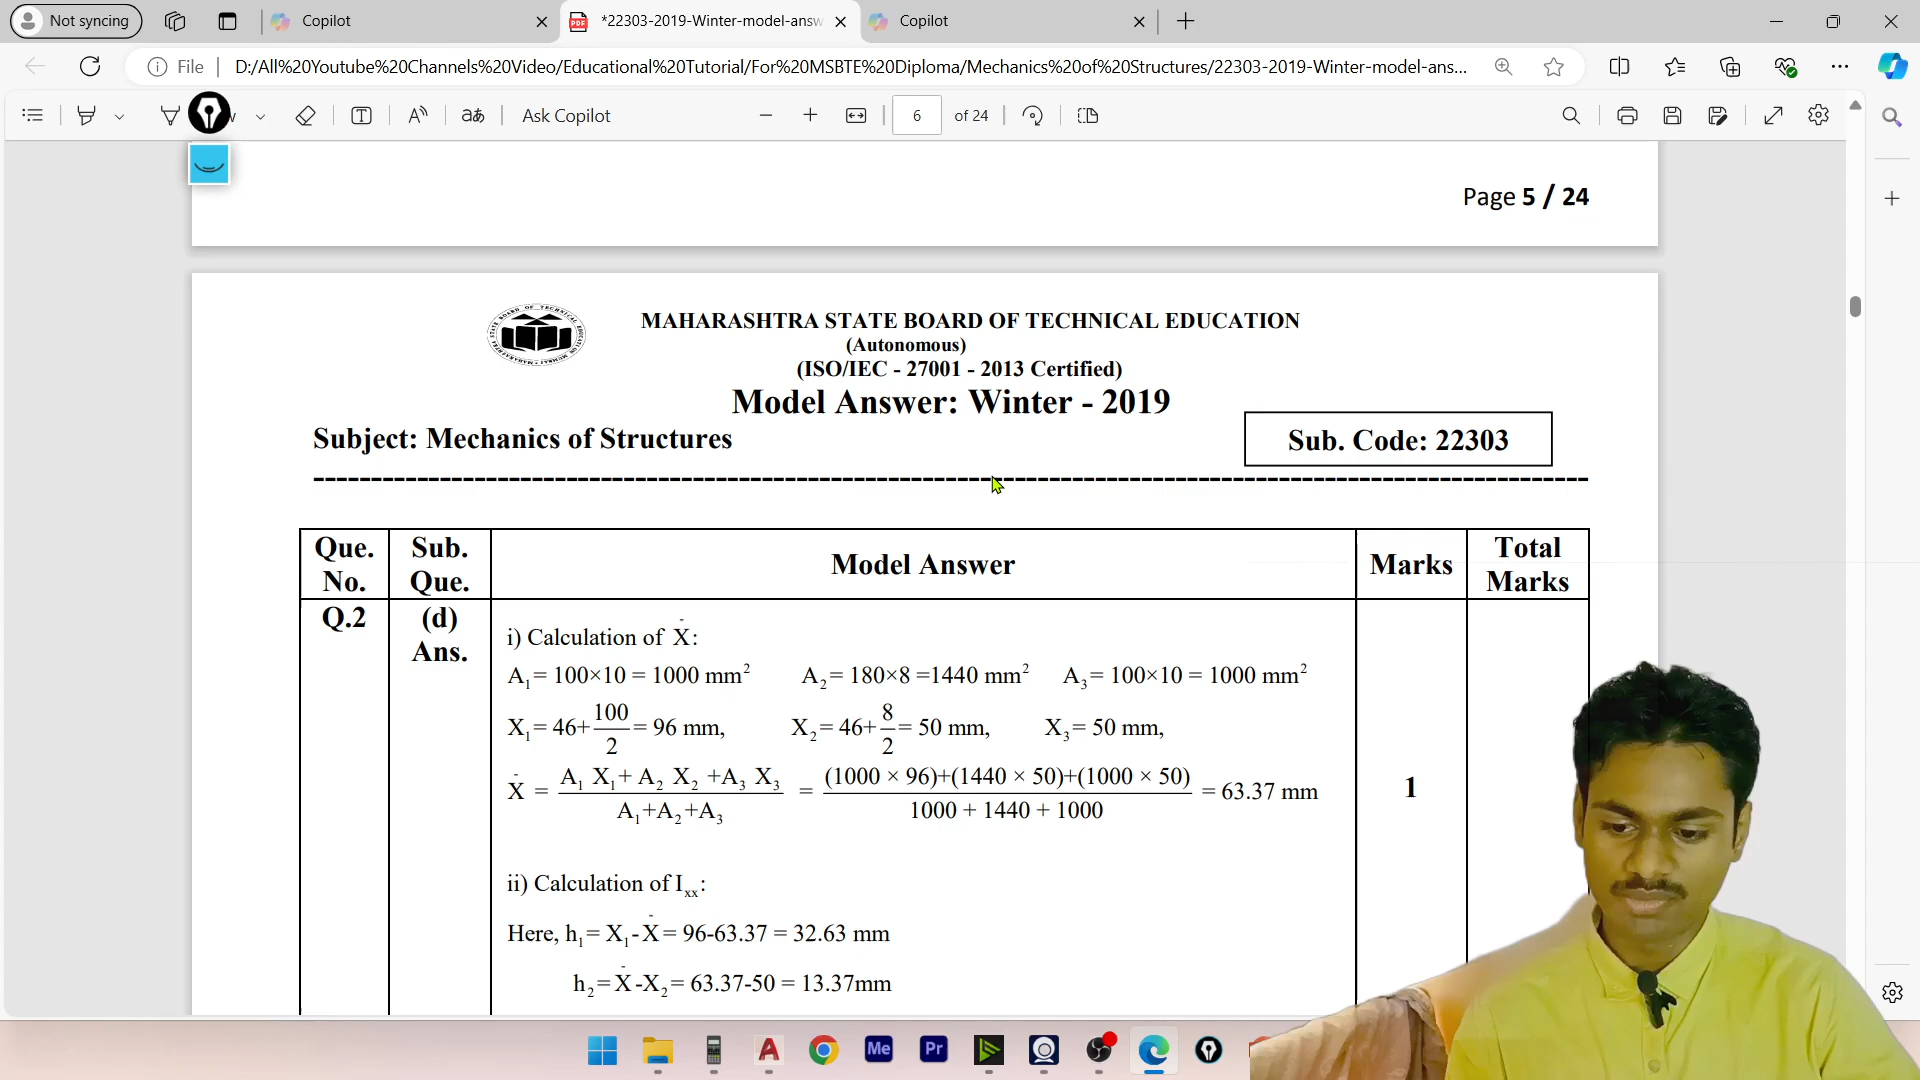 Not syncing
Copilot
*22303-2019-Winter-model-answ
Copilot
File
D:/All%20Youtube%20Channels%20Video/Educational%20Tutorial/For%20MSBTE%20Diploma/Mechanics%20of%20Structures/22303-2019-Winter-model-ans...
Ask Copilot
6
of 24
Page 5 / 24
MAHARASHTRA STATE BOARD OF TECHNICAL EDUCATION
(Autonomous)
(ISO/IEC - 27001 - 2013 Certified)
Model Answer: Winter - 2019
Subject: Mechanics of Structures
Sub. Code: 22303
Que. No.
Sub. Que.
Model Answer
Marks
Total Marks
Q.2
(d)
Ans.
i) Calculation of X̄:
A₁= 100×10 = 1000 mm² A₂= 180×8 =1440 mm² A₃= 100×10 = 1000 mm²
X₁= 46+100/2= 96 mm, X₂= 46+8/2= 50 mm, X₃= 50 mm,
X̄ = A₁ X₁+ A₂ X₂ +A₃ X₃ / A₁+A₂+A₃ = (1000 × 96)+(1440 × 50)+(1000 × 50) / 1000 + 1440 + 1000 = 63.37 mm
1
ii) Calculation of Iₓₓ:
Here, h₁= X₁-X̄= 96-63.37 = 32.63 mm
h₂=X̄-X₂= 63.37-50 = 13.37mm
Me
Pr